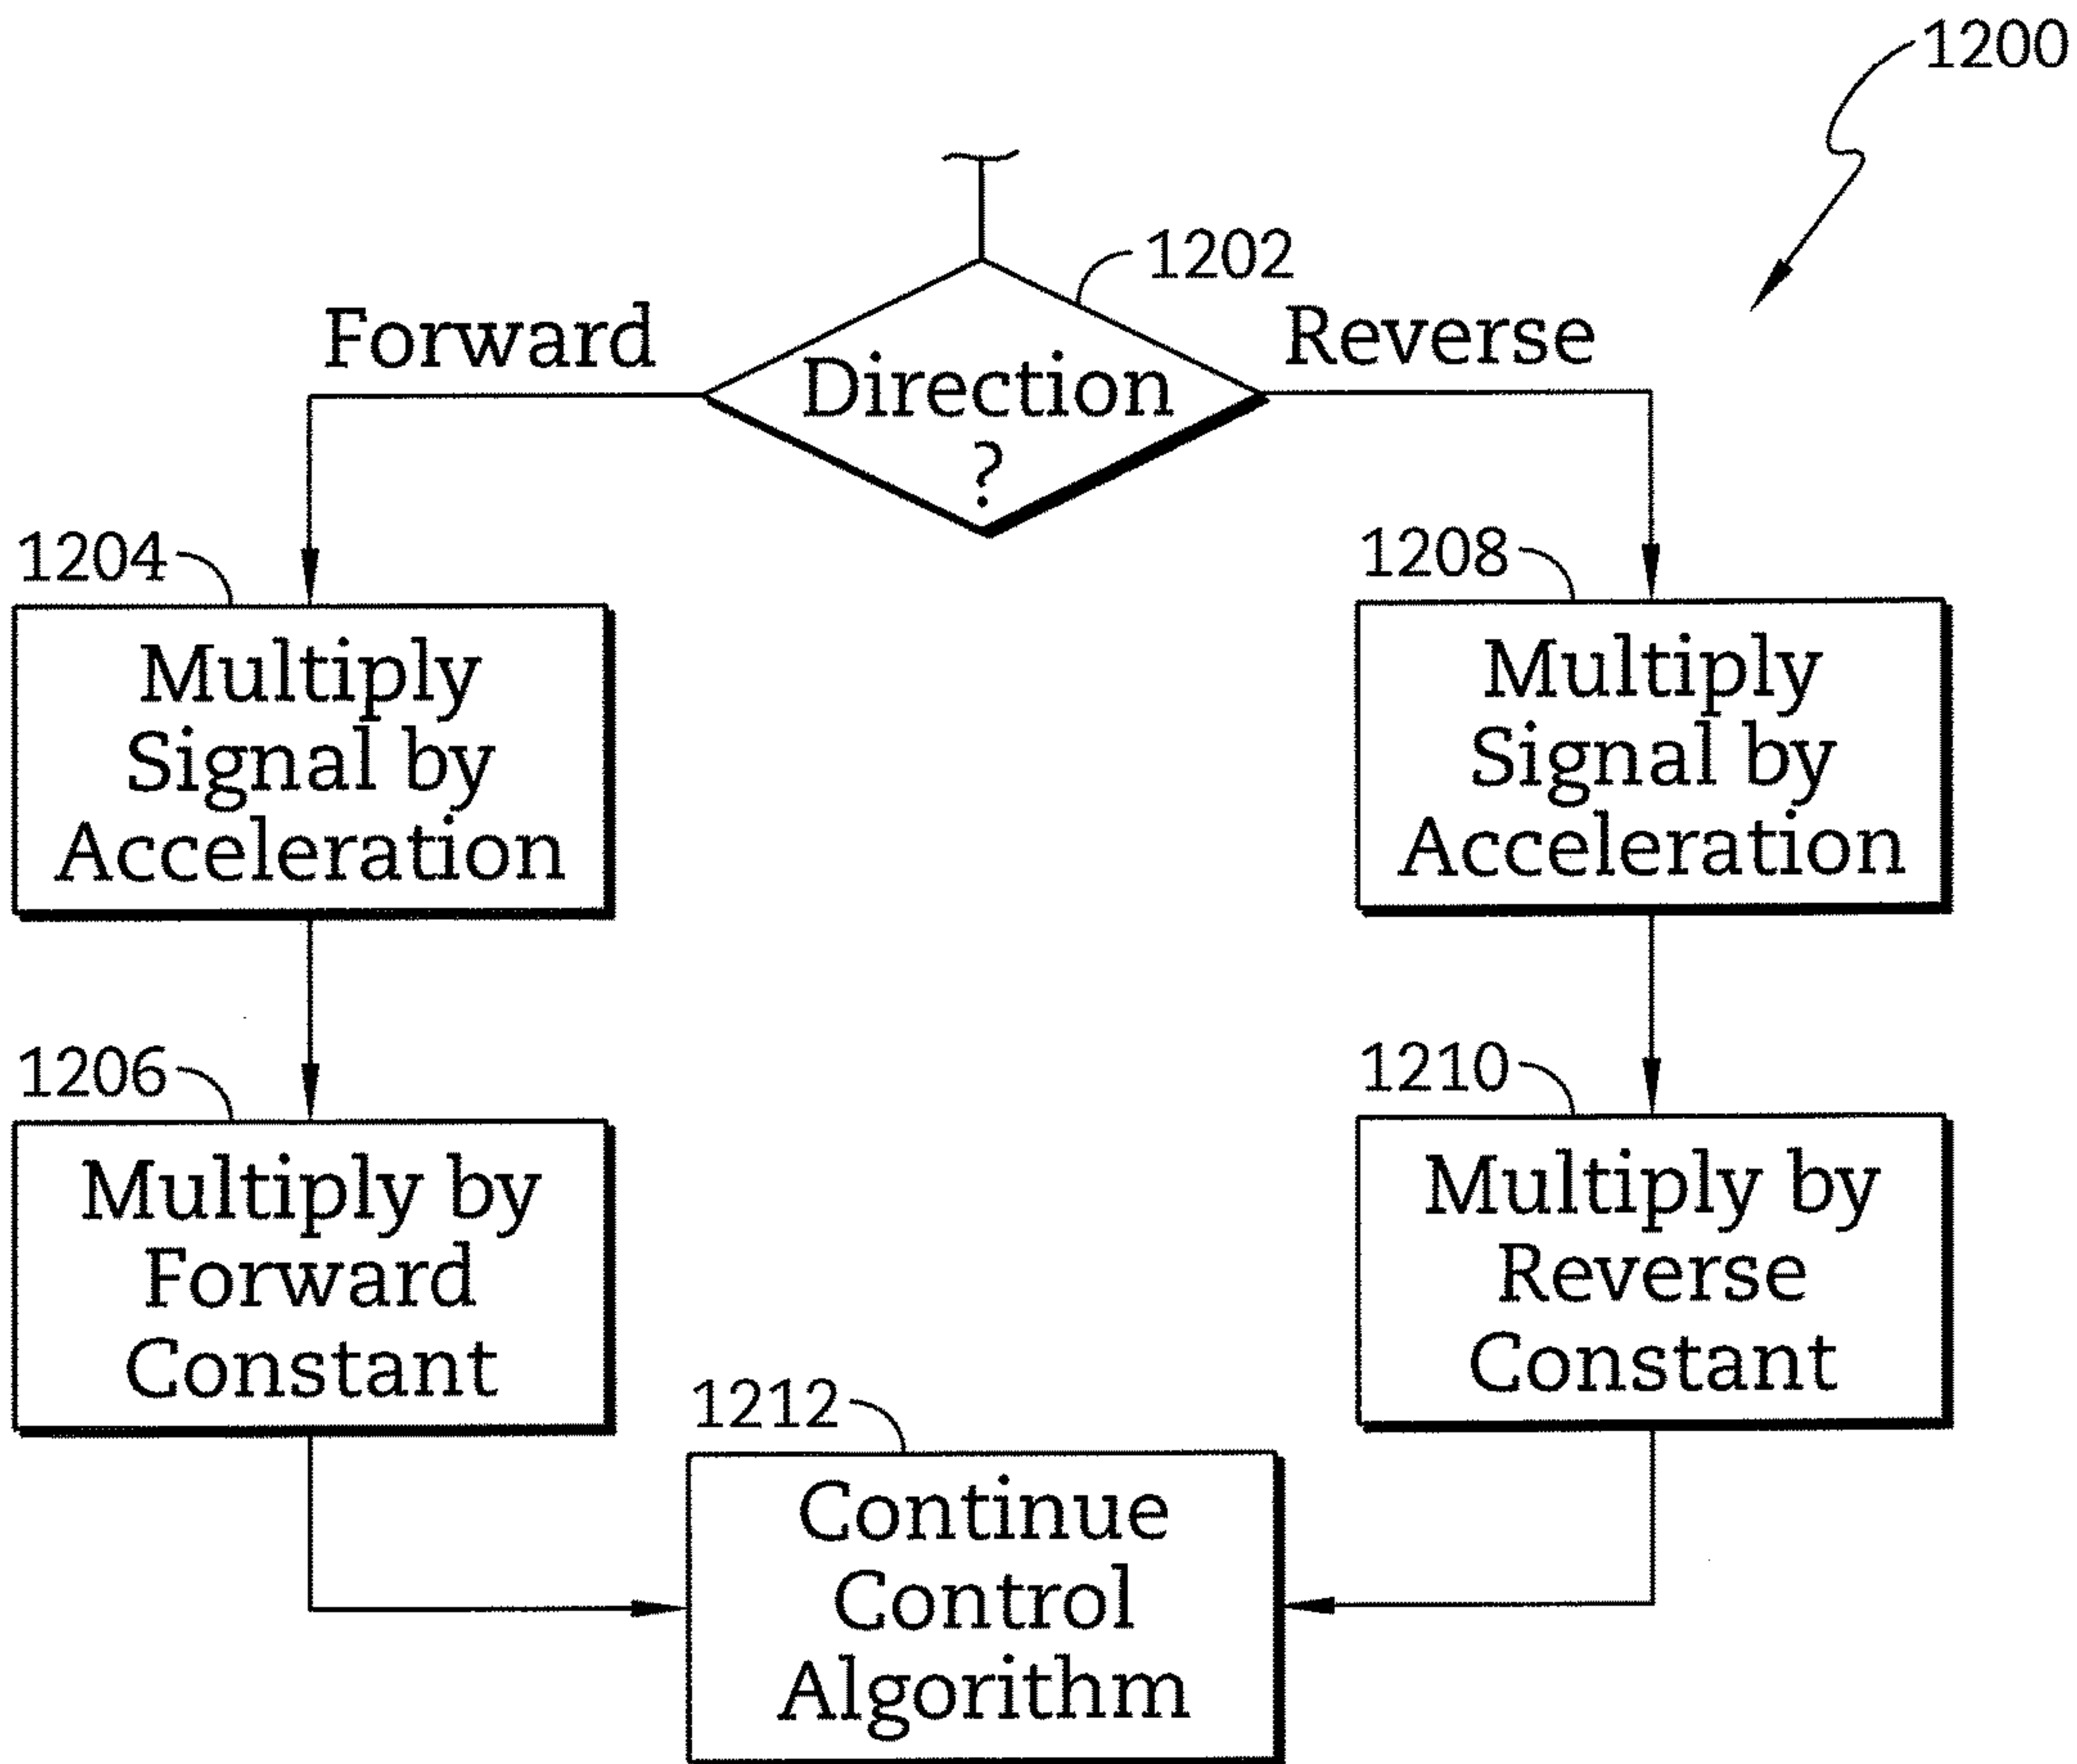 1200
1202
Forward
Reverse
Direction
?
1204
Multiply
Signal by
Acceleration
1208
Multiply
Signal by
Acceleration
1206
Multiply by
Forward
Constant
1210
Multiply by
Reverse
Constant
1212
Continue
Control
Algorithm